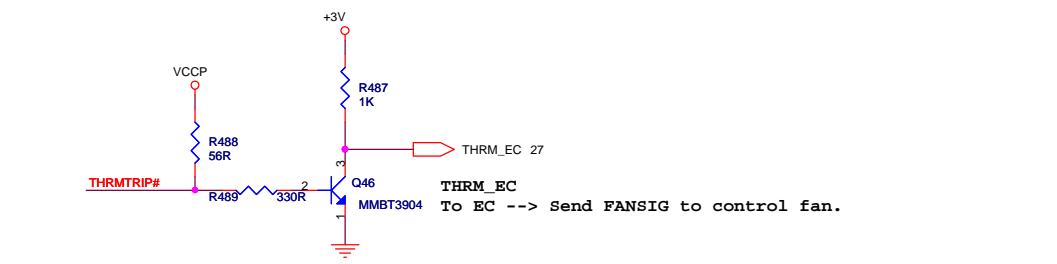 +3V
VCCP
R487
1K
R488
56R
THRM_EC 27
3
THRMTRIP#
R489
330R
2
Q46
MMBT3904
1
THRM_EC
To EC --> Send FANSIG to control fan.